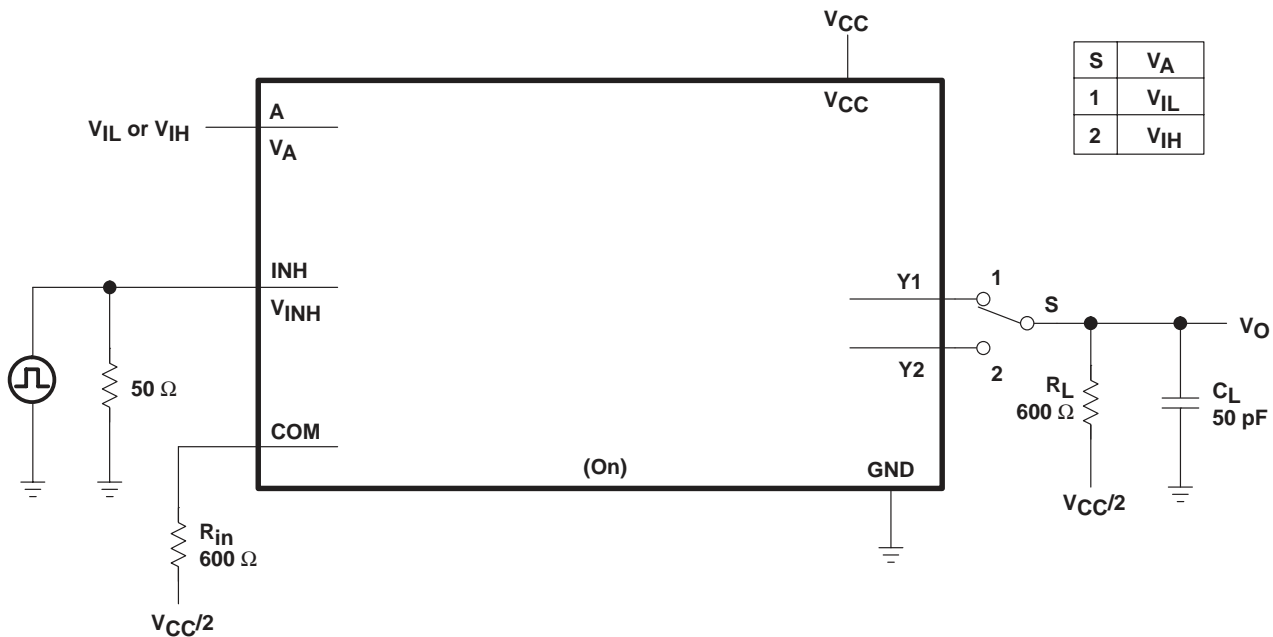 VCC
VCC
S VA
1 VIL
2 VIH
A
VIL or VIH
VA
INH
VINH
50 Ω
COM
Rin
600 Ω
VCC/2
(On)
GND
Y1
1
S
Y2
2
VO
RL
600 Ω
VCC/2
CL
50 pF